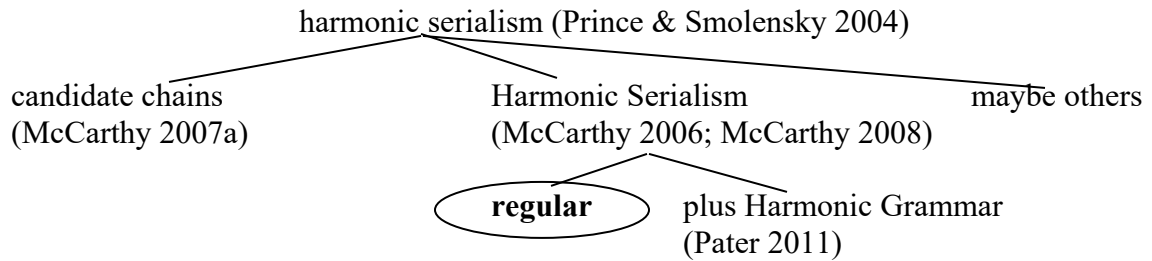 harmonic serialism (Prince & Smolensky 2004)
candidate chains
(McCarthy 2007a)
Harmonic Serialism
(McCarthy 2006; McCarthy 2008)
maybe others
regular
plus Harmonic Grammar
(Pater 2011)